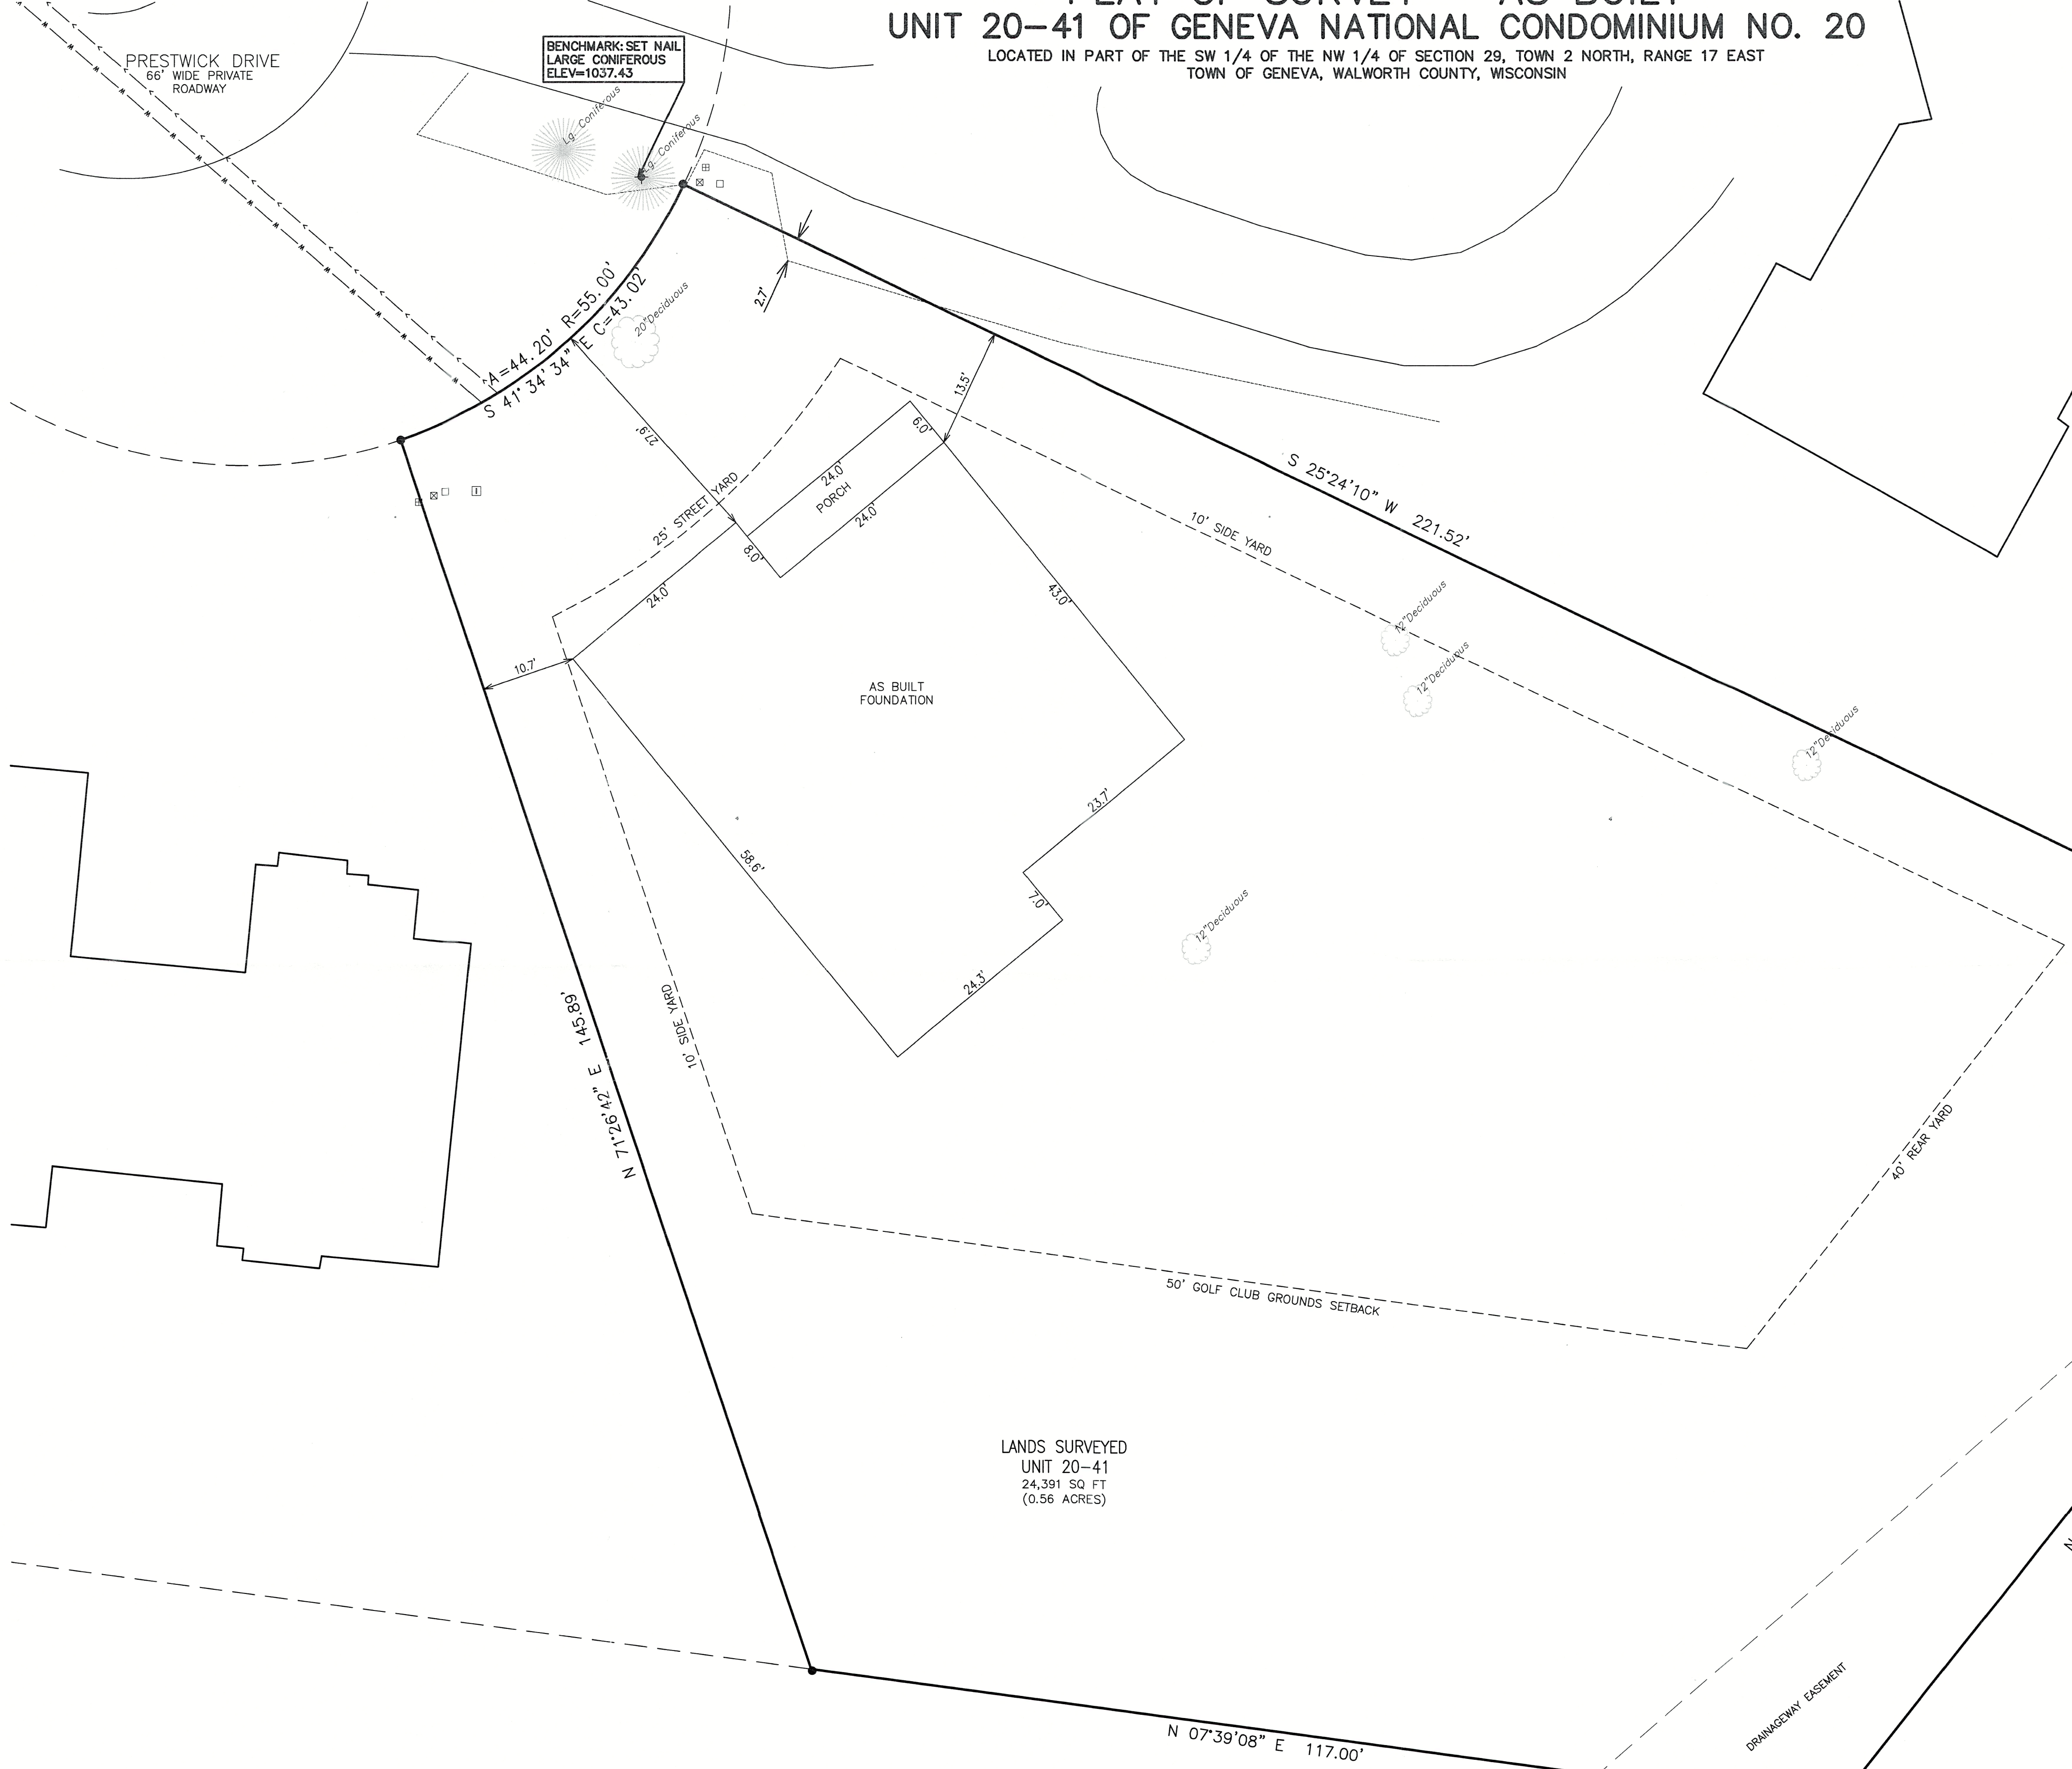 PLAT OF SURVEY AS BUILT
UNIT 20-41 OF GENEVA NATIONAL CONDOMINIUM NO. 20
LOCATED IN PART OF THE SW 1/4 OF THE NW 1/4 OF SECTION 29, TOWN 2 NORTH, RANGE 17 EAST
TOWN OF GENEVA, WALWORTH COUNTY, WISCONSIN
PRESTWICK DRIVE
66' WIDE PRIVATE
ROADWAY
BENCHMARK: SET NAIL
LARGE CONIFEROUS
ELEV=1037.43
Lg. Coniferous
Lg. Coniferous
A=44.20' R=55.00'
S 41°34'34" E C=43.02'
20"Deciduous
2.7'
13.5'
27.9'
6.0'
24.0'
PORCH
24.0'
25' STREET YARD
8.0'
24.0'
10.7'
43.0'
S 25°24'10" W 221.52'
10' SIDE YARD
12"Deciduous
12"Deciduous
12"Deciduous
AS BUILT
FOUNDATION
23.7'
58.6'
7.0'
12"Deciduous
24.3'
N 71°26'42" E 145.89'
10' SIDE YARD
40' REAR YARD
50' GOLF CLUB GROUNDS SETBACK
LANDS SURVEYED
UNIT 20-41
24,391 SQ FT
(0.56 ACRES)
N
DRAINAGEWAY EASEMENT
N 07°39'08" E 117.00'